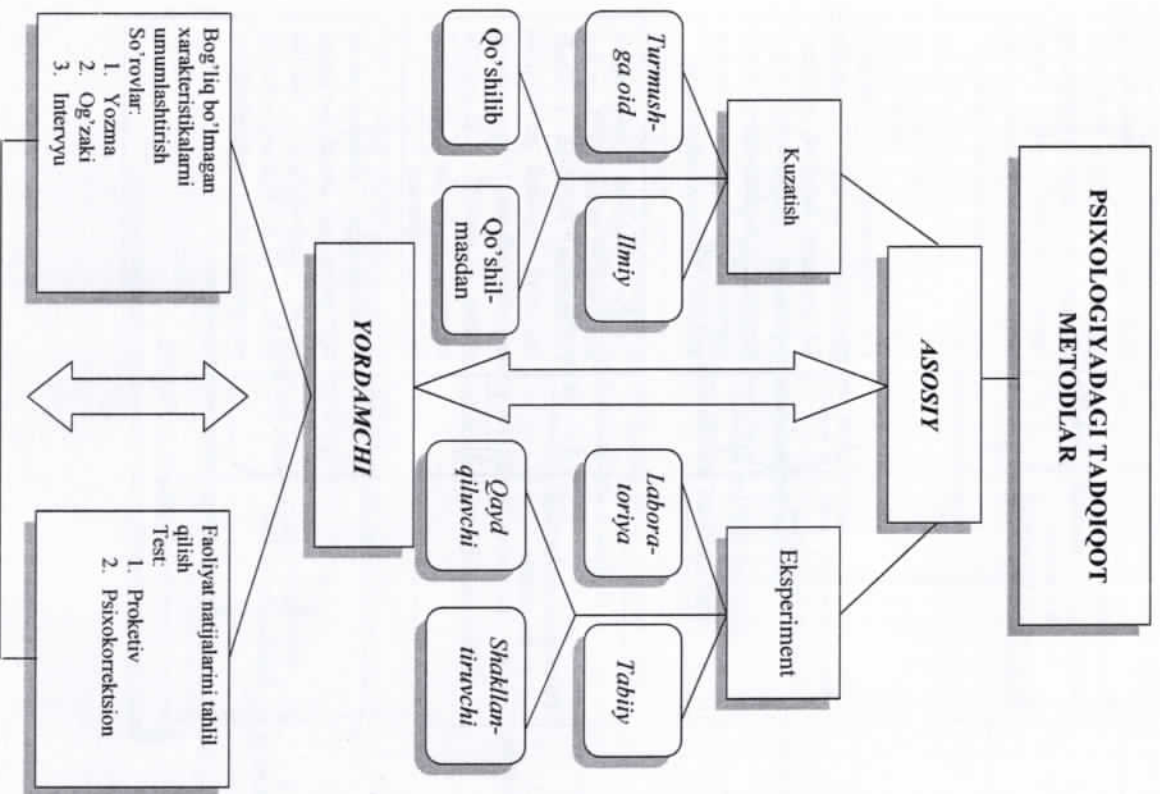 PSIXOLOGIYADAGI TADQIQOT
METODLAR
ASOSIY
Kuzatish
Eksperiment
Turmush-
ga oid
Ilmiy
Labora-
toriya
Tabiiy
Qo’shilib
Qo’shil-
masdan
Qayd
qiluvchi
Shakllan-
tiruvchi
YORDAMCHI
Bog’liq bo’lmagan
xarakteristikalarni
umumlashtirish
So’rovlar:
1. Yozma
2. Og’zaki
3. Intervyu
Faoliyat natijalarini tahlil
qilish
Test:
1. Proketiv
2. Psixokorrektsion